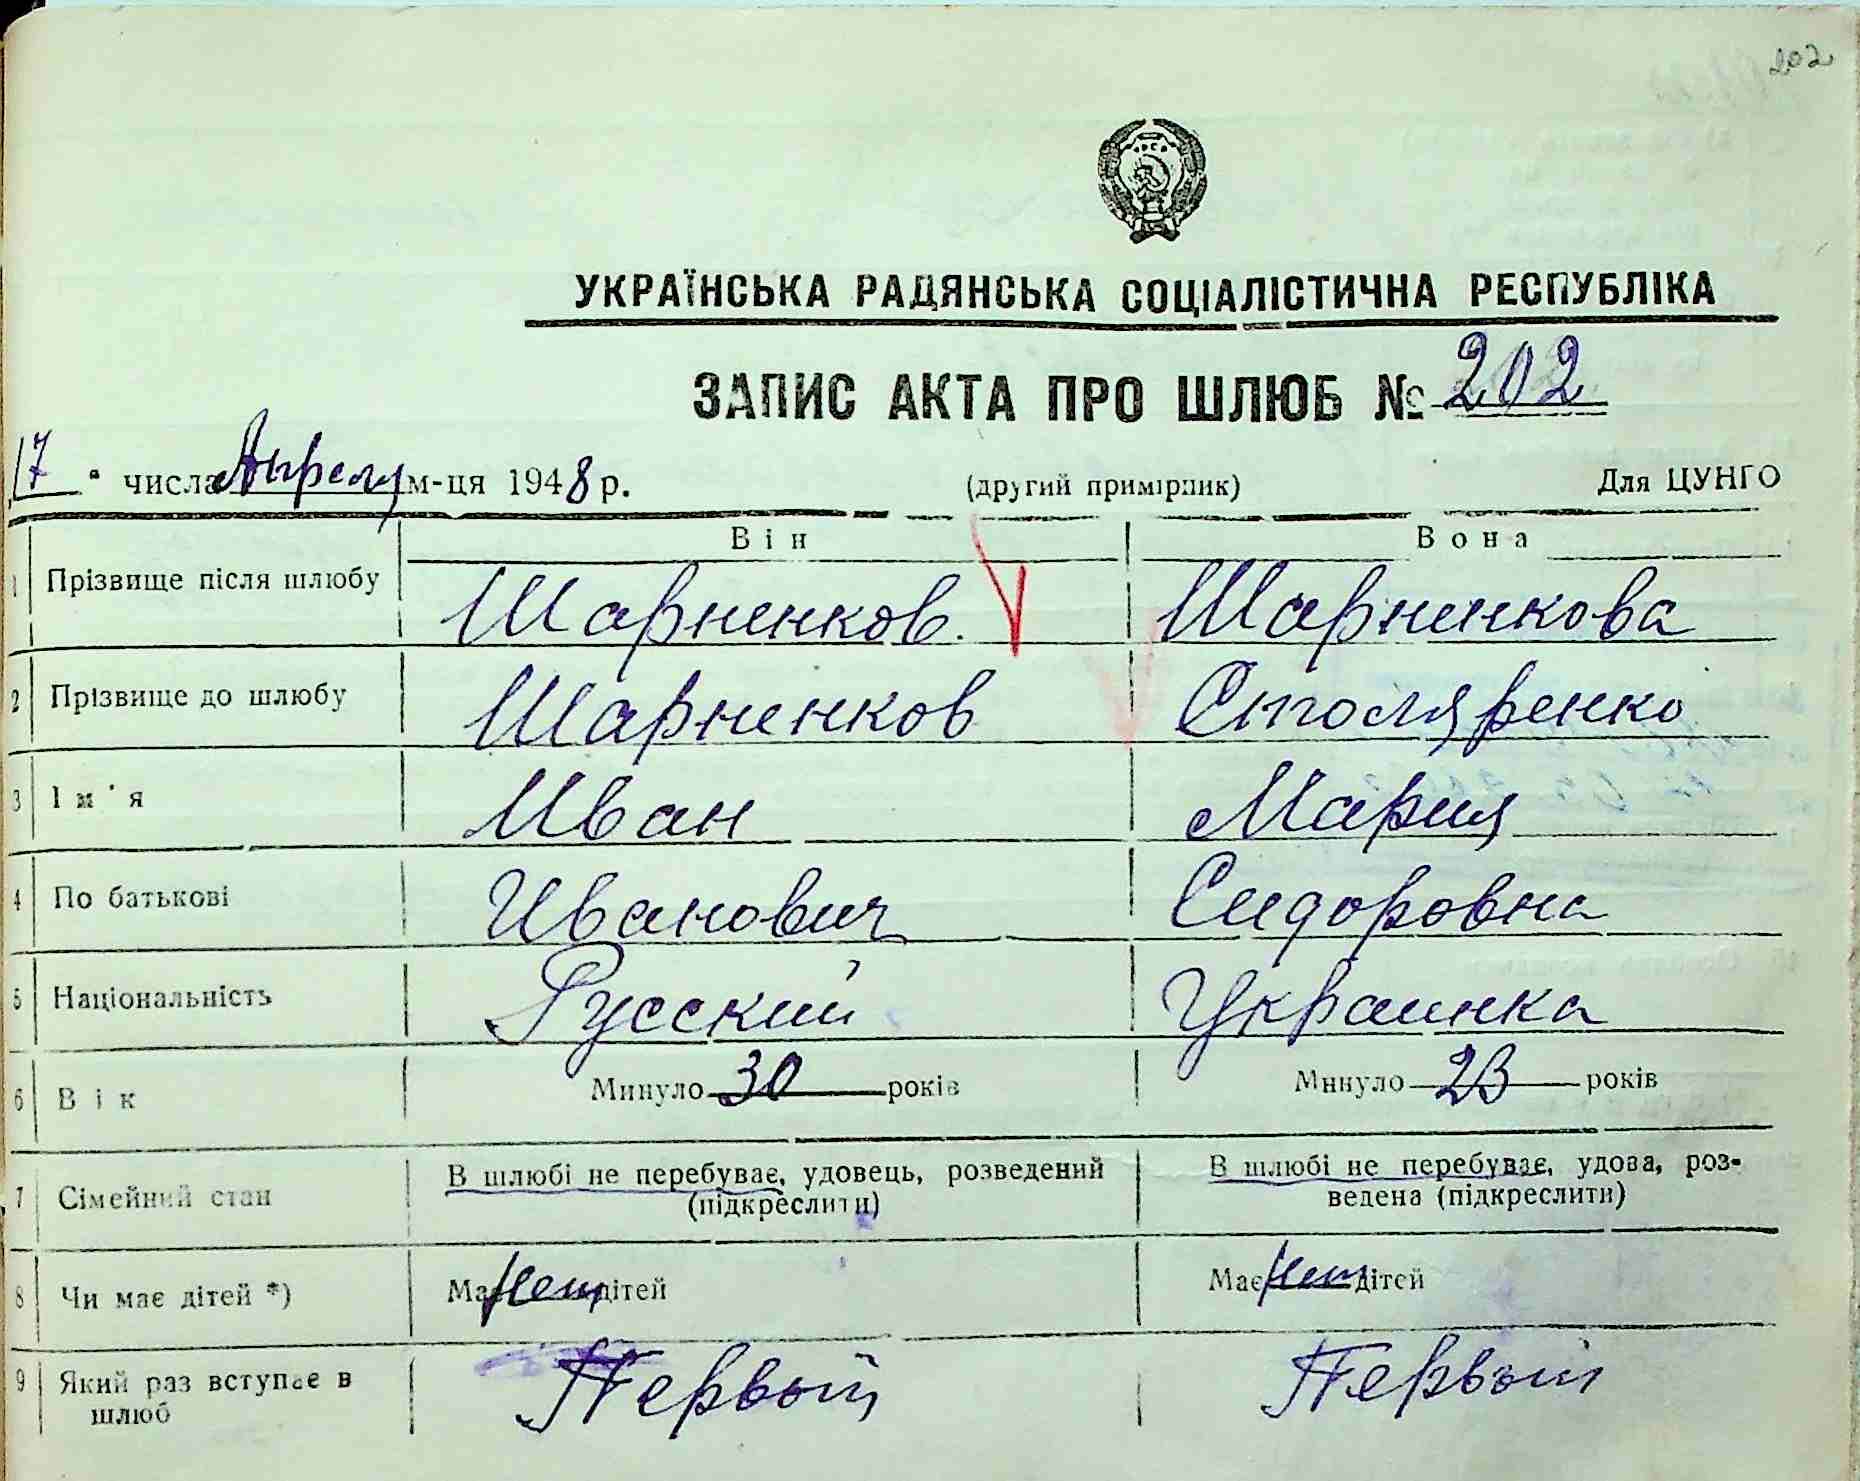 202
УРСР
УКРАЇНСЬКА РАДЯНСЬКА СОЦІАЛІСТИЧНА РЕСПУБЛІКА
ЗАПИС АКТА ПРО ШЛЮБ № 202
17 " числа Апреля м-ця 1948 р. (другий примірник) Для ЦУНГО
Він Вона
1 Прізвище після шлюбу Шарненков. Шарненкова
2 Прізвище до шлюбу Шарненков Столяренко
3 Ім'я Иван Мария
4 По батькові Иванович Сидоровна
5 Національність Русский Украинка
6 Вік Минуло 30 років Минуло 23 років
7 Сімейний стан В шлюбі не перебуває, удовець, розведений (підкреслити) В шлюбі не перебуває, удова, роз-
ведена (підкреслити)
8 Чи має дітей *) Має Нет дітей Має Нет дітей
9 Який раз вступає в Первый Первый
шлюб